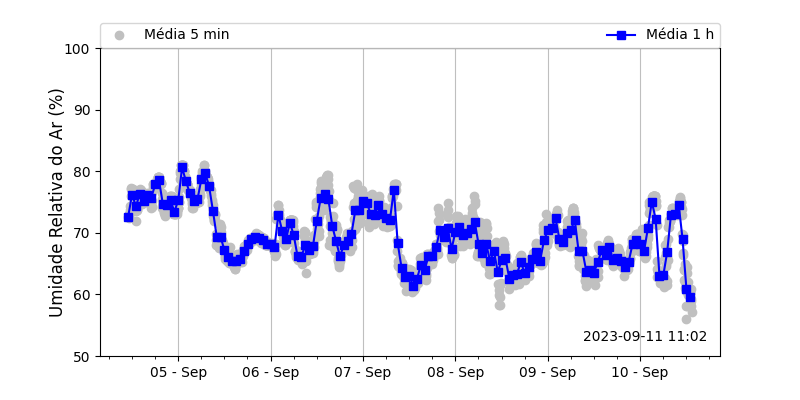 Média 5 min
Média 1 h
Umidade Relativa do Ar (%)
100
90
80
70
60
50
2023-09-11 11:02
05 - Sep
06 - Sep
07 - Sep
08 - Sep
09 - Sep
10 - Sep